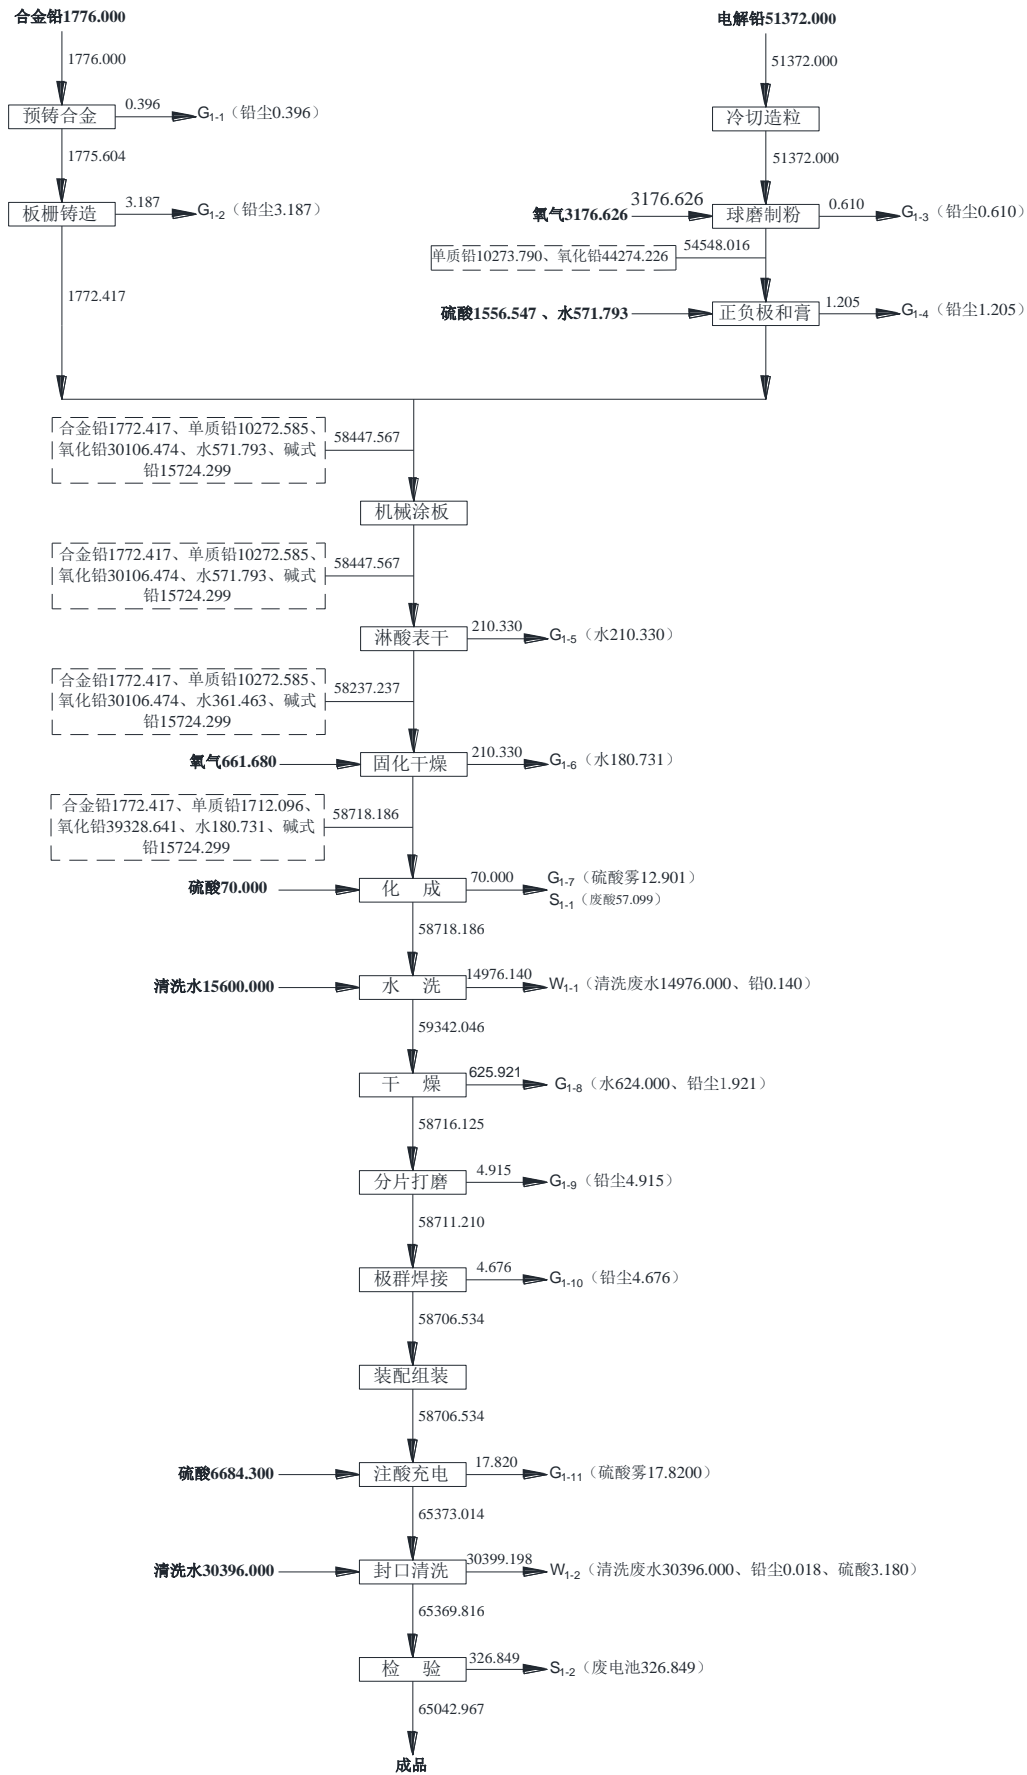 合金铅1776.000
电解铅51372.000
1776.000
51372.000
预铸合金
0.396
G1-1（铅尘0.396）
冷切造粒
1775.604
51372.000
板栅铸造
3.187
G1-2（铅尘3.187）
氧气3176.626
3176.626
球磨制粉
0.610
G1-3（铅尘0.610）
单质铅10273.790、氧化铅44274.226
54548.016
1772.417
硫酸1556.547 、水571.793
正负极和膏
1.205
G1-4（铅尘1.205）
合金铅1772.417、单质铅10272.585、
氧化铅30106.474、水571.793、碱式
铅15724.299
58447.567
机械涂板
合金铅1772.417、单质铅10272.585、
氧化铅30106.474、水571.793、碱式
铅15724.299
58447.567
淋酸表干
210.330
G1-5（水210.330）
合金铅1772.417、单质铅10272.585、
氧化铅30106.474、水361.463、碱式
铅15724.299
58237.237
氧气661.680
固化干燥
210.330
G1-6（水180.731）
合金铅1772.417、单质铅1712.096、
氧化铅39328.641、水180.731、碱式
铅15724.299
58718.186
硫酸70.000
化 成
70.000
G1-7（硫酸雾12.901）
S1-1（废酸57.099）
58718.186
清洗水15600.000
水 洗
14976.140
W1-1（清洗废水14976.000、铅0.140）
59342.046
干 燥
625.921
G1-8（水624.000、铅尘1.921）
58716.125
分片打磨
4.915
G1-9（铅尘4.915）
58711.210
极群焊接
4.676
G1-10（铅尘4.676）
58706.534
装配组装
58706.534
硫酸6684.300
注酸充电
17.820
G1-11（硫酸雾17.8200）
65373.014
清洗水30396.000
封口清洗
30399.198
W1-2（清洗废水30396.000、铅尘0.018、硫酸3.180）
65369.816
检 验
326.849
S1-2（废电池326.849）
65042.967
成品